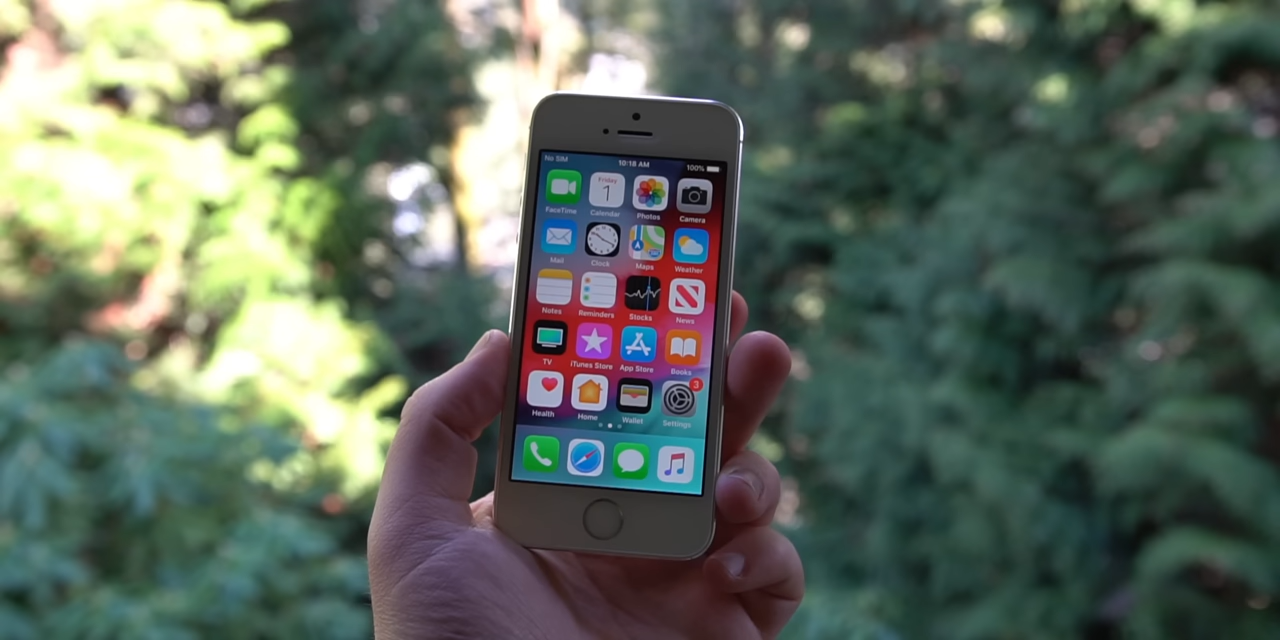 No SIM 10:18 AM 100%
Friday
1
FaceTime Calendar Photos Camera
Mail Clock Maps Weather
Notes Reminders Stocks News
TV iTunes Store App Store Books
3
Health Home Wallet Settings